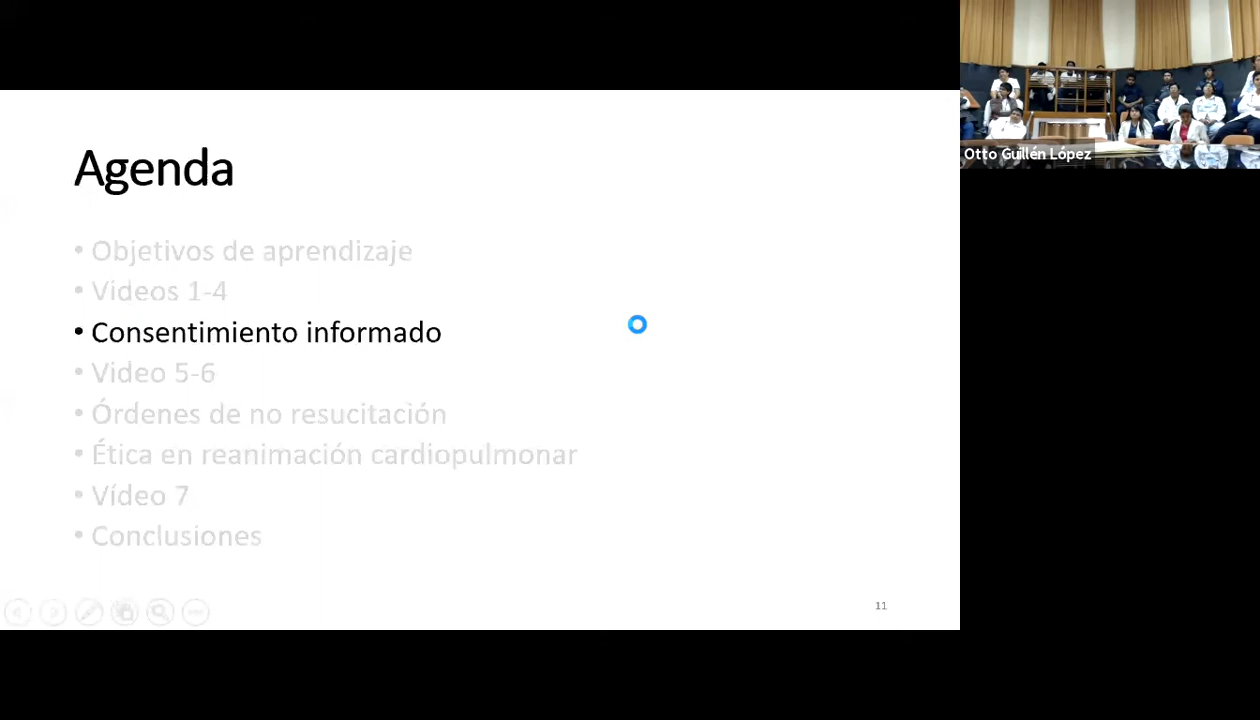 Agenda
• Objetivos de aprendizaje
• Videos 1-4
• Consentimiento informado
• Video 5-6
• Órdenes de no resucitación
• Ética en reanimación cardiopulmonar
• Vídeo 7
• Conclusiones
11
Otto Guillén López